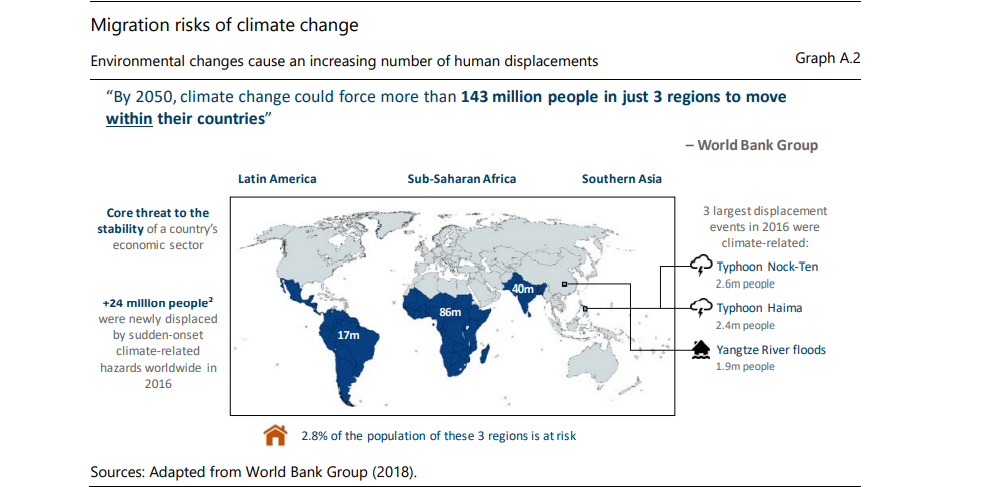 Migration risks of climate change
Environmental changes cause an increasing number of human displacements
Graph A.2
“By 2050, climate change could force more than 143 million people in just 3 regions to move
within their countries”
– World Bank Group
Latin America
Sub-Saharan Africa
Southern Asia
Core threat to the
stability of a country’s
economic sector
+24 million people²
were newly displaced
by sudden-onset
climate-related
hazards worldwide in
2016
17m
86m
40m
3 largest displacement
events in 2016 were
climate-related:
Typhoon Nock-Ten
2.6m people
Typhoon Haima
2.4m people
Yangtze River floods
1.9m people
2.8% of the population of these 3 regions is at risk
Sources: Adapted from World Bank Group (2018).